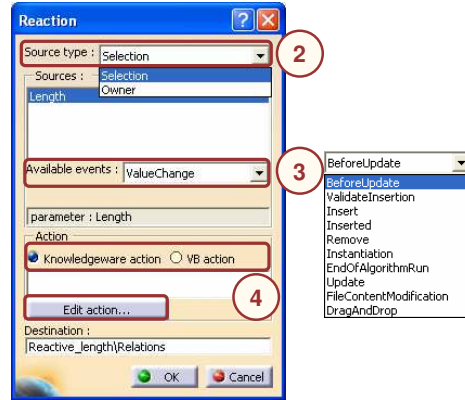 Reaction
Source type : Selection
2
Selection
Owner
Sources :
Length
Available events : ValueChange
3
parameter : Length
Action
Knowledgeware action VB action
4
Edit action...
Destination :
Reactive_length\Relations
OK Cancel
BeforeUpdate
BeforeUpdate
ValidateInsertion
Insert
Inserted
Remove
Instantiation
EndOfAlgorithmRun
Update
FileContentModification
DragAndDrop